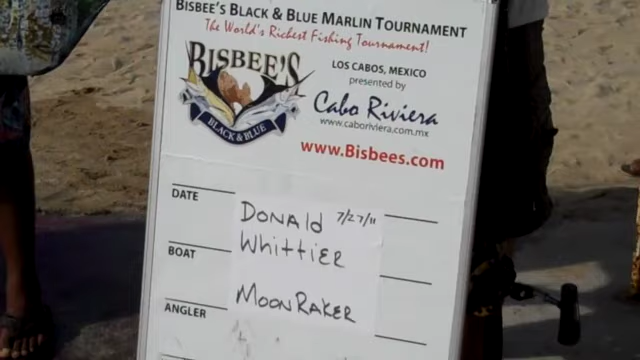 BISBEE'S BLACK & BLUE MARLIN TOURNAMENT
The World's Richest Fishing Tournament!
BISBEE'S
BLACK & BLUE
LOS CABOS, MEXICO
presented by
Cabo Riviera
www.caboriviera.com.mx
www.Bisbees.com
DATE
DONALD 7/27/11
WhITTIER
BOAT
MOONRAKER
ANGLER